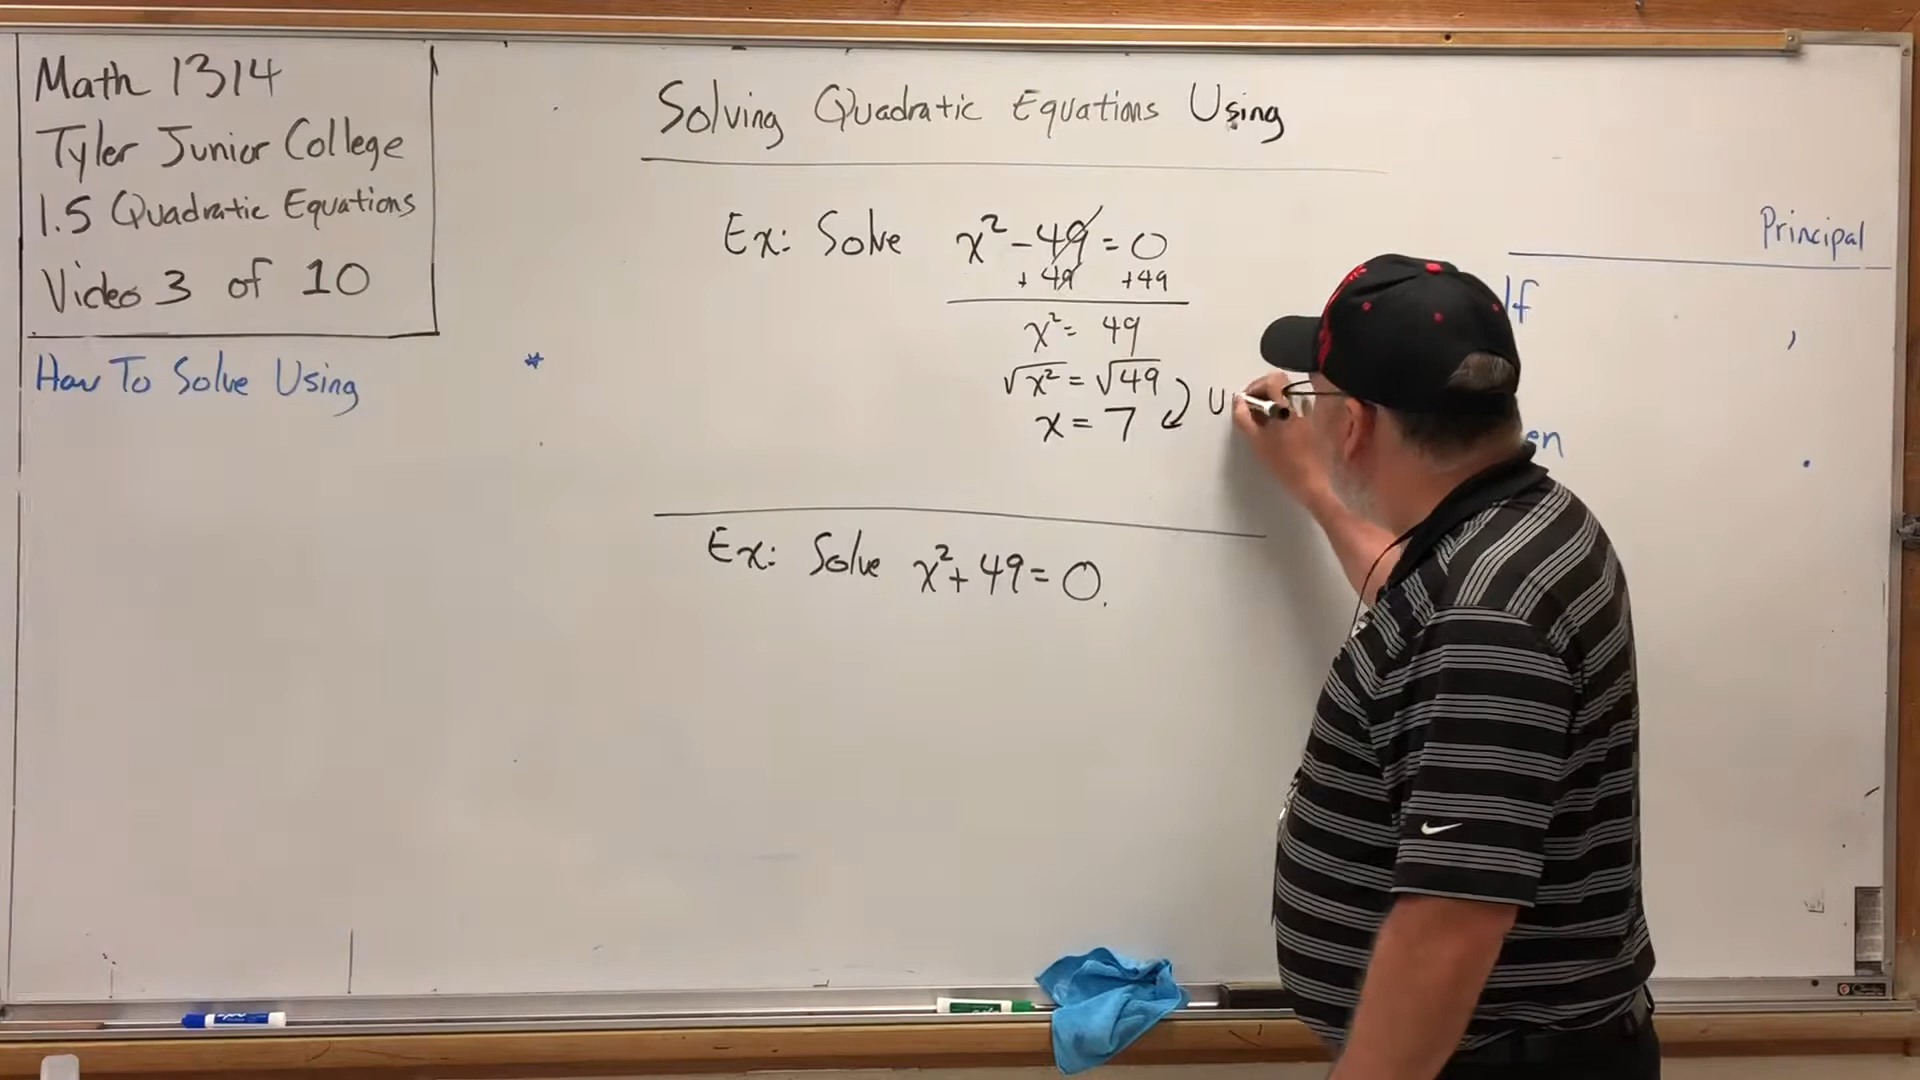 Math 1314
Tyler Junior College
1.5 Quadratic Equations
Video 3 of 10
How To Solve Using
*
Solving Quadratic Equations Using
Ex: Solve x² - 49 = 0
+ 49 +49
x² = 49
√x² = √49
x = 7
Ex: Solve x² + 49 = 0.
Principal
If ,
.